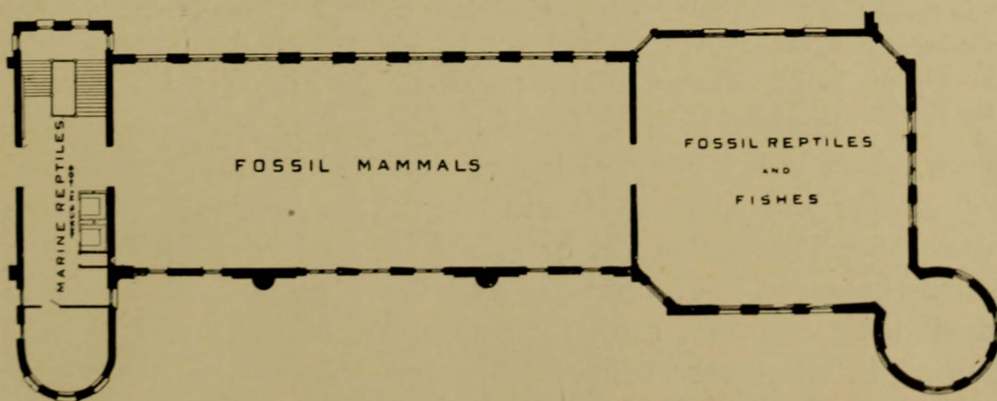 MARINE REPTILES
FOSSIL MAMMALS
FOSSIL REPTILES
AND
FISHES